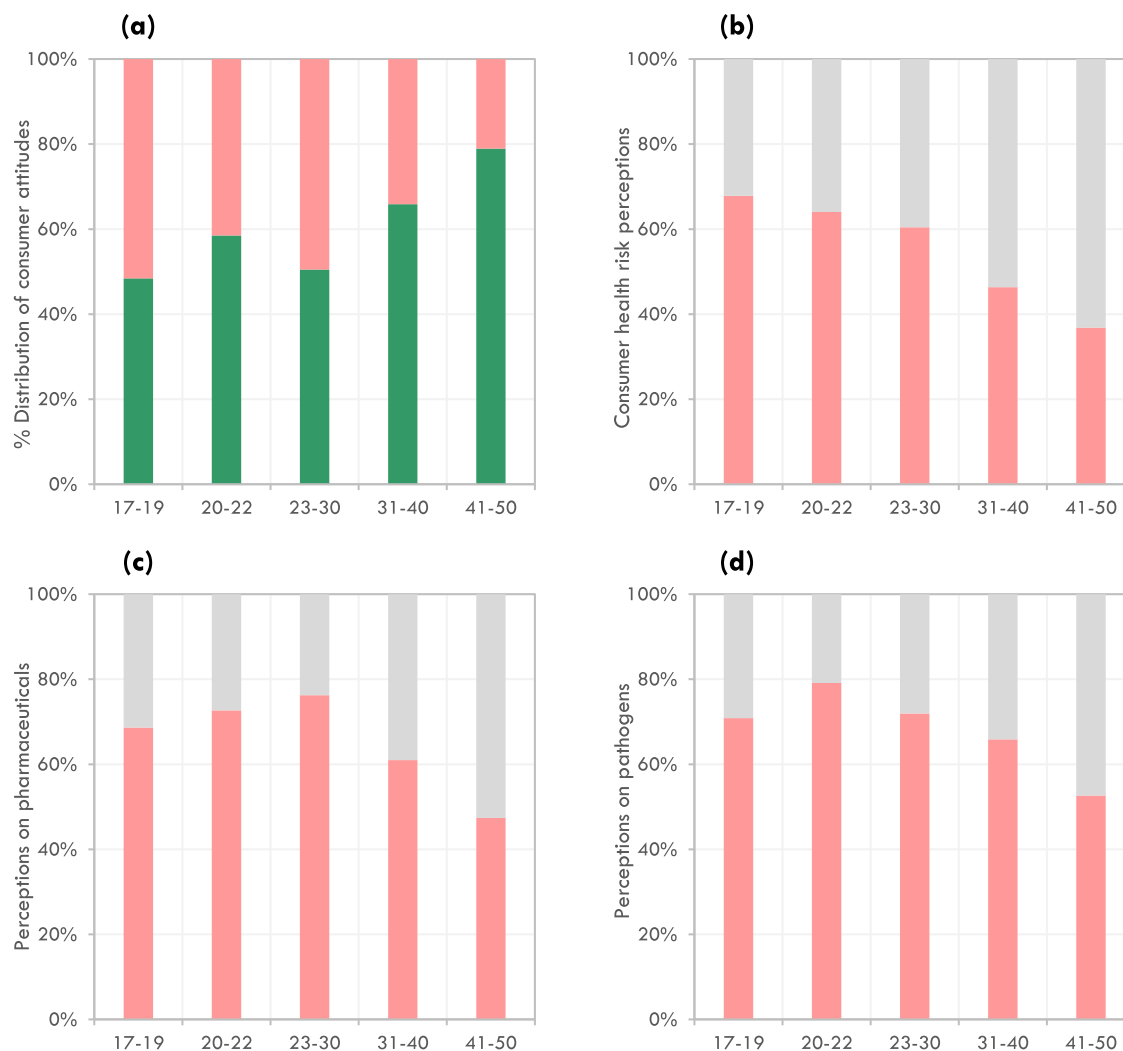 (a)
% Distribution of consumer attitudes
100%
80%
60%
40%
20%
0%
17-19 20-22 23-30 31-40 41-50
(b)
Consumer health risk perceptions
100%
80%
60%
40%
20%
0%
17-19 20-22 23-30 31-40 41-50
(c)
Perceptions on pharmaceuticals
100%
80%
60%
40%
20%
0%
17-19 20-22 23-30 31-40 41-50
(d)
Perceptions on pathogens
100%
80%
60%
40%
20%
0%
17-19 20-22 23-30 31-40 41-50